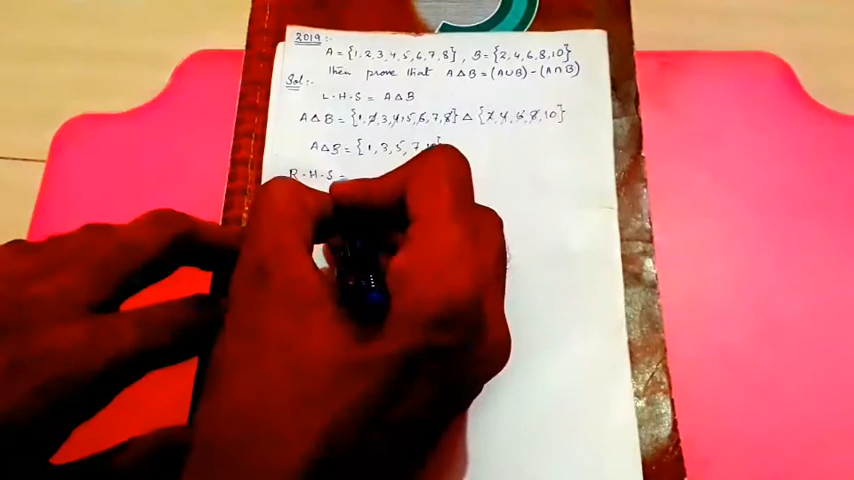 2019:-
A = {1,2,3,4,5,6,7,8}, B = {2,4,6,8,10}
Then prove that A∆B = (A∪B) - (A∩B)
Sol:-
L.H.S = A∆B
A∆B = {1,2,3,4,5,6,7,8} ∆ {2,4,6,8,10}
A∆B = {1,3,5,7,10}
R.H.S =